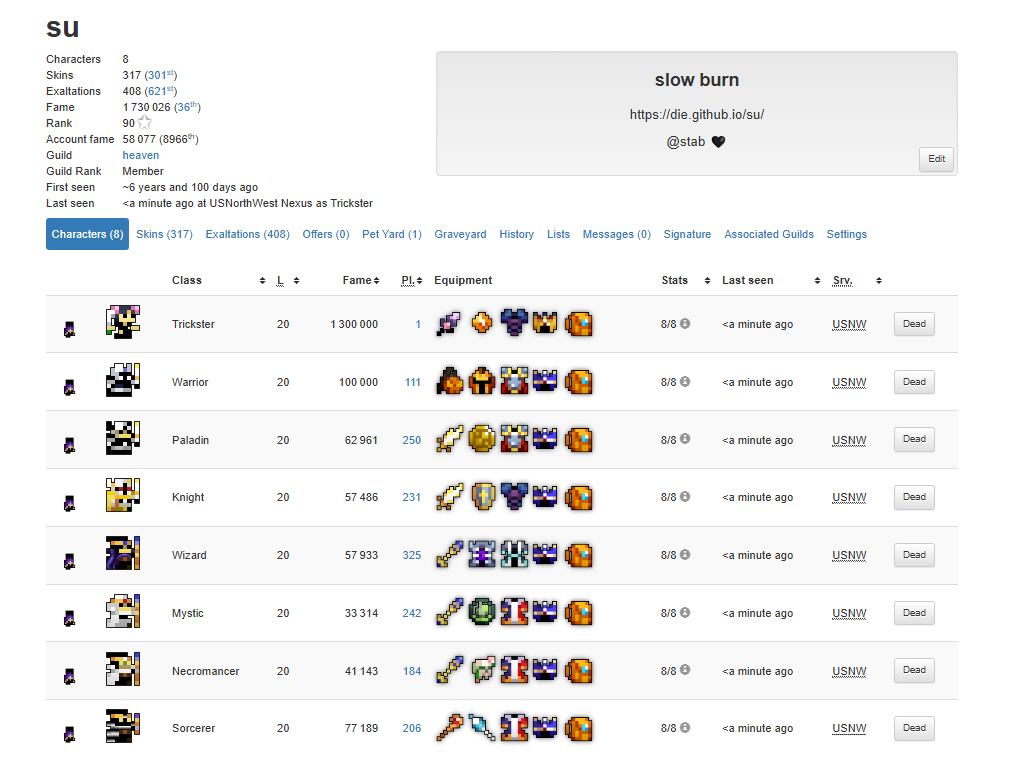 su
Characters 8
Skins 317 (301st)
Exaltations 408 (621st)
Fame 1 730 026 (36th)
Rank 90
Account fame 58 077 (8966th)
Guild heaven
Guild Rank Member
First seen ~6 years and 100 days ago
Last seen <a minute ago at USNorthWest Nexus as Trickster
slow burn
https://die.github.io/su/
@stab
Edit
Characters (8) Skins (317) Exaltations (408) Offers (0) Pet Yard (1) Graveyard History Lists Messages (0) Signature Associated Guilds Settings
Class L Fame Pl. Equipment Stats Last seen Srv.
Trickster 20 1 300 000 1 8/8 <a minute ago USNW Dead
Warrior 20 100 000 111 8/8 <a minute ago USNW Dead
Paladin 20 62 961 250 8/8 <a minute ago USNW Dead
Knight 20 57 486 231 8/8 <a minute ago USNW Dead
Wizard 20 57 933 325 8/8 <a minute ago USNW Dead
Mystic 20 33 314 242 8/8 <a minute ago USNW Dead
Necromancer 20 41 143 184 8/8 <a minute ago USNW Dead
Sorcerer 20 77 189 206 8/8 <a minute ago USNW Dead